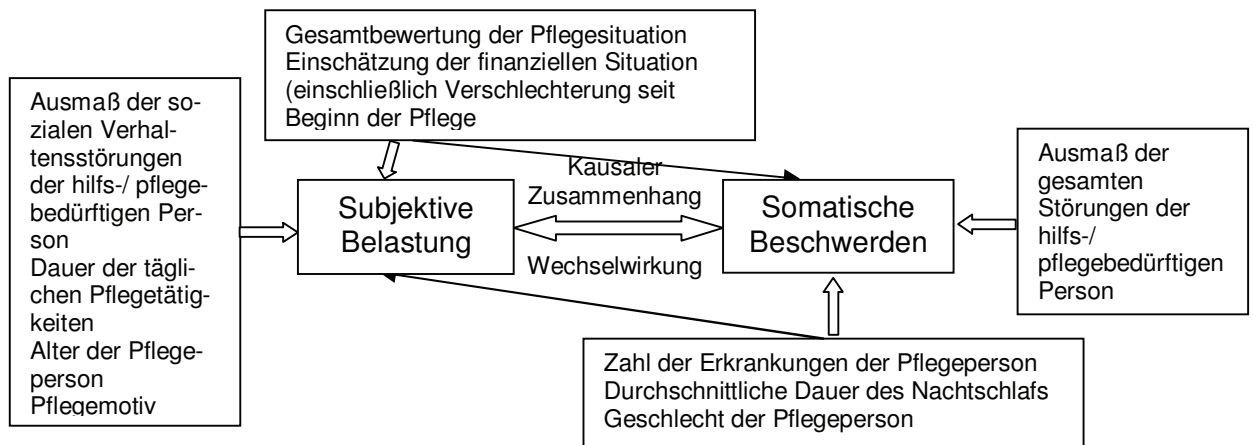 Gesamtbewertung der Pflegesituation
Einschätzung der finanziellen Situation
(einschließlich Verschlechterung seit
Beginn der Pflege
Ausmaß der so-
zialen Verhal-
tensstörungen
der hilfs-/ pflege-
bedürftigen Per-
son
Dauer der tägli-
chen Pflegetätig-
keiten
Alter der Pflege-
person
Pflegemotiv
Subjektive
Belastung
Kausaler
Zusammenhang
Wechselwirkung
Somatische
Beschwerden
Ausmaß der
gesamten
Störungen der
hilfs-/
pflegebedürftigen
Person
Zahl der Erkrankungen der Pflegeperson
Durchschnittliche Dauer des Nachtschlafs
Geschlecht der Pflegeperson